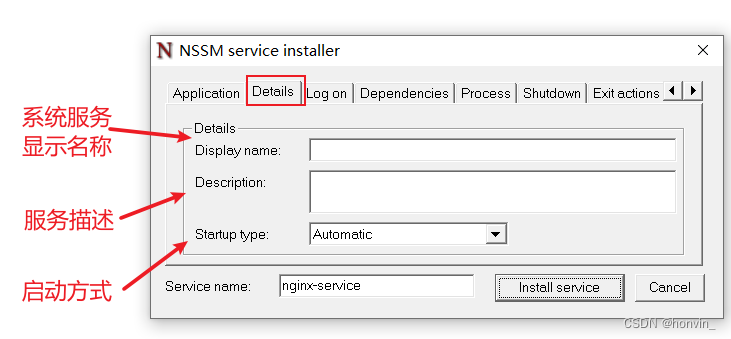 NSSM service installer
Application Details Log on Dependencies Process Shutdown Exit actions
系统服务
显示名称
Details
Display name:
Description:
服务描述
Startup type: Automatic
启动方式
Service name: nginx-service Install service Cancel
CSDN @honvin_